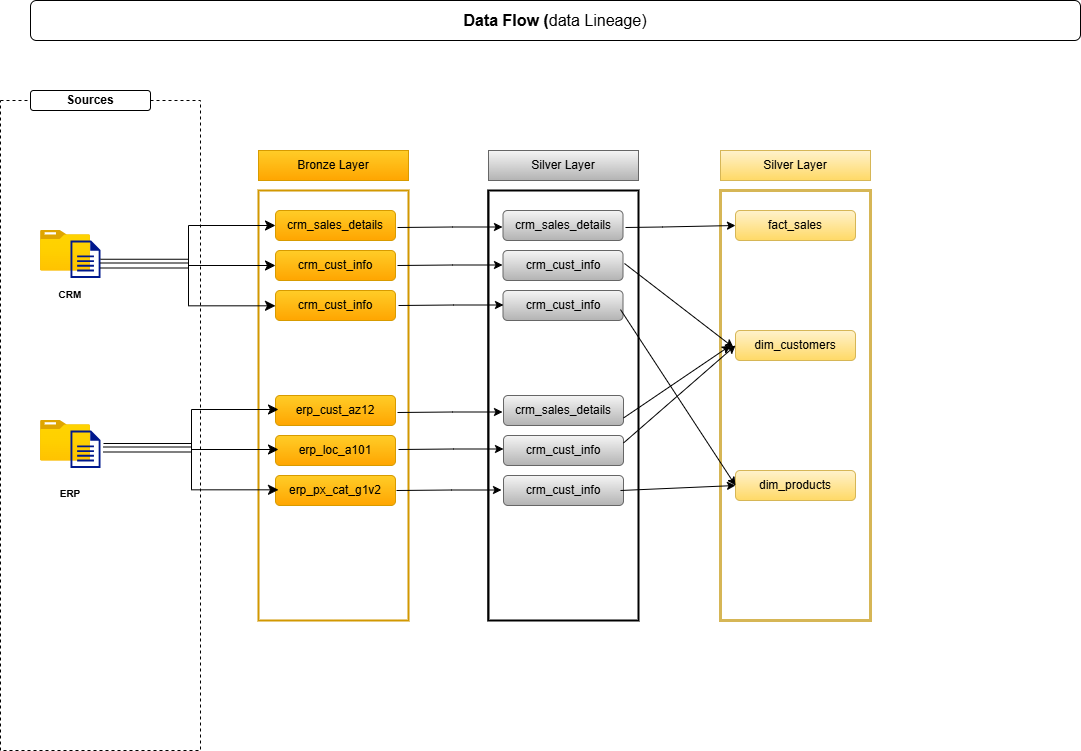 Data Flow (data Lineage)
Sources
Bronze Layer
Silver Layer
Silver Layer
crm_sales_details
crm_sales_details
fact_sales
crm_cust_info
crm_cust_info
CRM
crm_cust_info
crm_cust_info
dim_customers
erp_cust_az12
crm_sales_details
erp_loc_a101
crm_cust_info
ERP
erp_px_cat_g1v2
crm_cust_info
dim_products